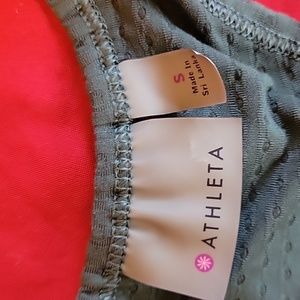 S
Made In
Sri Lanka
ATHLETA